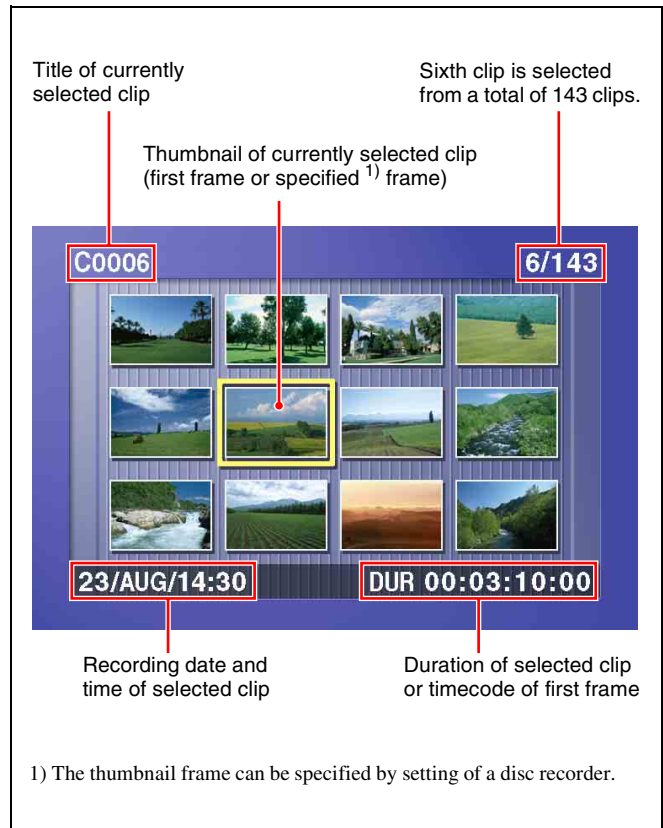 Title of currently
selected clip
Sixth clip is selected
from a total of 143 clips.
Thumbnail of currently selected clip
(first frame or specified 1) frame)
C0006
6/143
23/AUG/14:30
DUR 00:03:10:00
Recording date and
time of selected clip
Duration of selected clip
or timecode of first frame
1) The thumbnail frame can be specified by setting of a disc recorder.